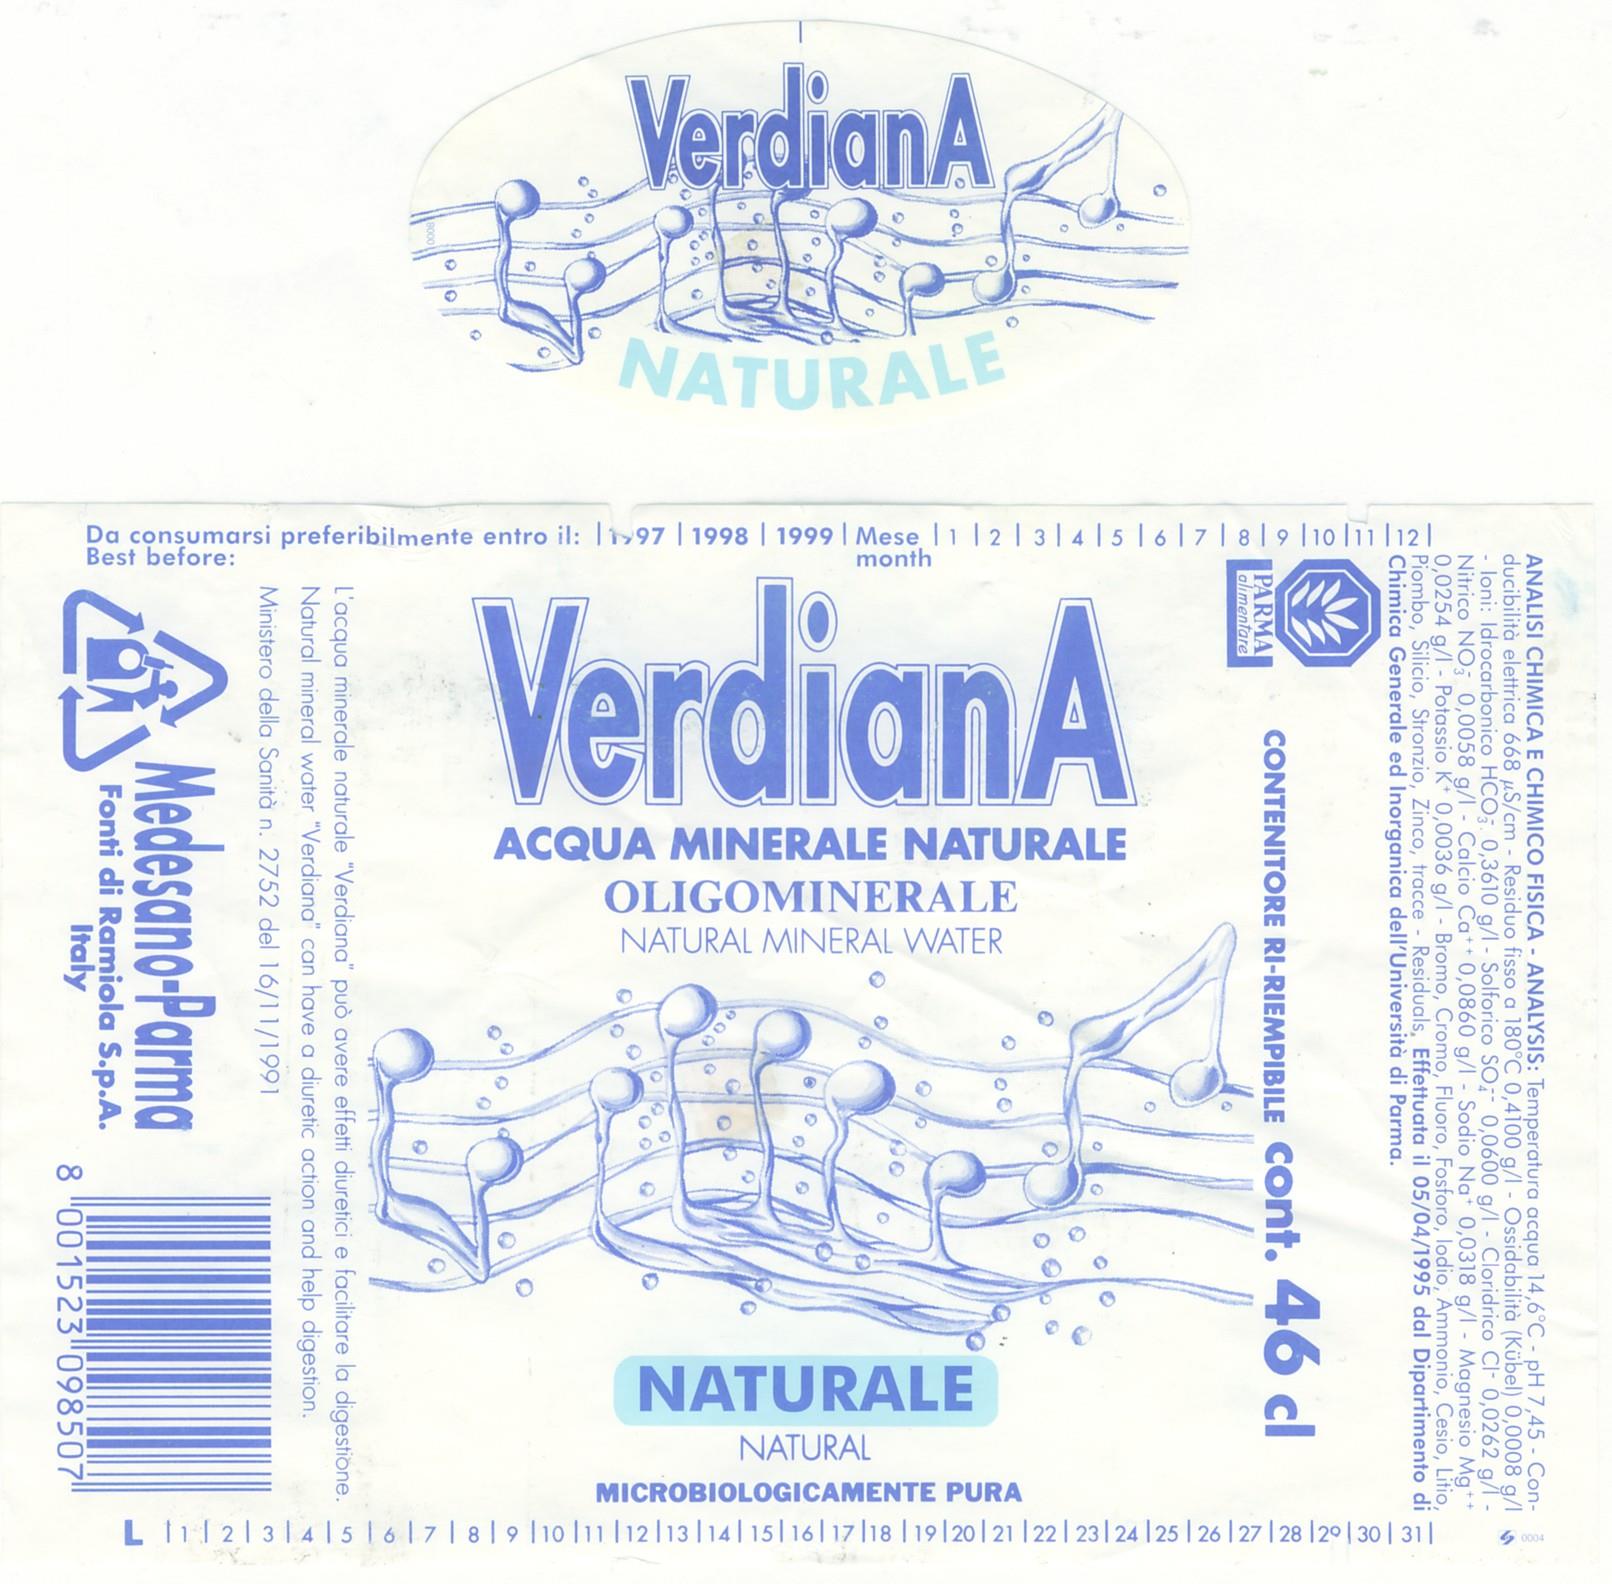 VerdianA
NATURALE
0008
Da consumarsi preferibilmente entro il: | 1997 | 1998 | 1999 | Mese | 1 | 2 | 3 | 4 | 5 | 6 | 7 | 8 | 9 | 10 | 11 | 12 |
Best before: month
VerdianA
ACQUA MINERALE NATURALE
OLIGOMINERALE
NATURAL MINERAL WATER
NATURALE
NATURAL
MICROBIOLOGICAMENTE PURA
L | 1 | 2 | 3 | 4 | 5 | 6 | 7 | 8 | 9 | 10 | 11 | 12 | 13 | 14 | 15 | 16 | 17 | 18 | 19 | 20 | 21 | 22 | 23 | 24 | 25 | 26 | 27 | 28 | 29 | 30 | 31 |
L'acqua minerale naturale "Verdiana" può avere effetti diuretici e facilitare la digestione.
Natural mineral water "Verdiana" can have a diuretic action and help digestion.
Ministero della Sanità n. 2752 del 16/11/1991
Medesano-Parma
Fonti di Ramiola S.p.A.
Italy
8 001523 098507
PARMA
alimentare
CONTENITORE RI-RIEMPIBILE cont. 46 cl
ANALISI CHIMICA E CHIMICO FISICA - ANALYSIS: Temperatura acqua 14,6°C - pH 7,45 - Con-
ducibilità elettrica 668 µS/cm - Residuo fisso a 180°C 0,4100 g/l - Ossidabilità (Kübel) 0,0008 g/l
- Ioni: Idrocarbonico HCO₃⁻ 0,3610 g/l - Solforico SO₄⁻⁻ 0,0600 g/l - Cloridrico Cl⁻ 0,0262 g/l -
Nitrico NO₃⁻ 0,0058 g/l - Calcio Ca⁺⁺ 0,0860 g/l - Sodio Na⁺ 0,0318 g/l - Magnesio Mg⁺⁺
0,0254 g/l - Potassio K⁺ 0,0036 g/l - Bromo, Cromo, Fluoro, Fosforo, Iodio, Ammonio, Cesio, Litio,
Piombo, Silicio, Stronzio, Zinco, tracce - Residuals. Effettuata il 05/04/1995 dal Dipartimento di
Chimica Generale ed Inorganica dell'Università di Parma.
0004